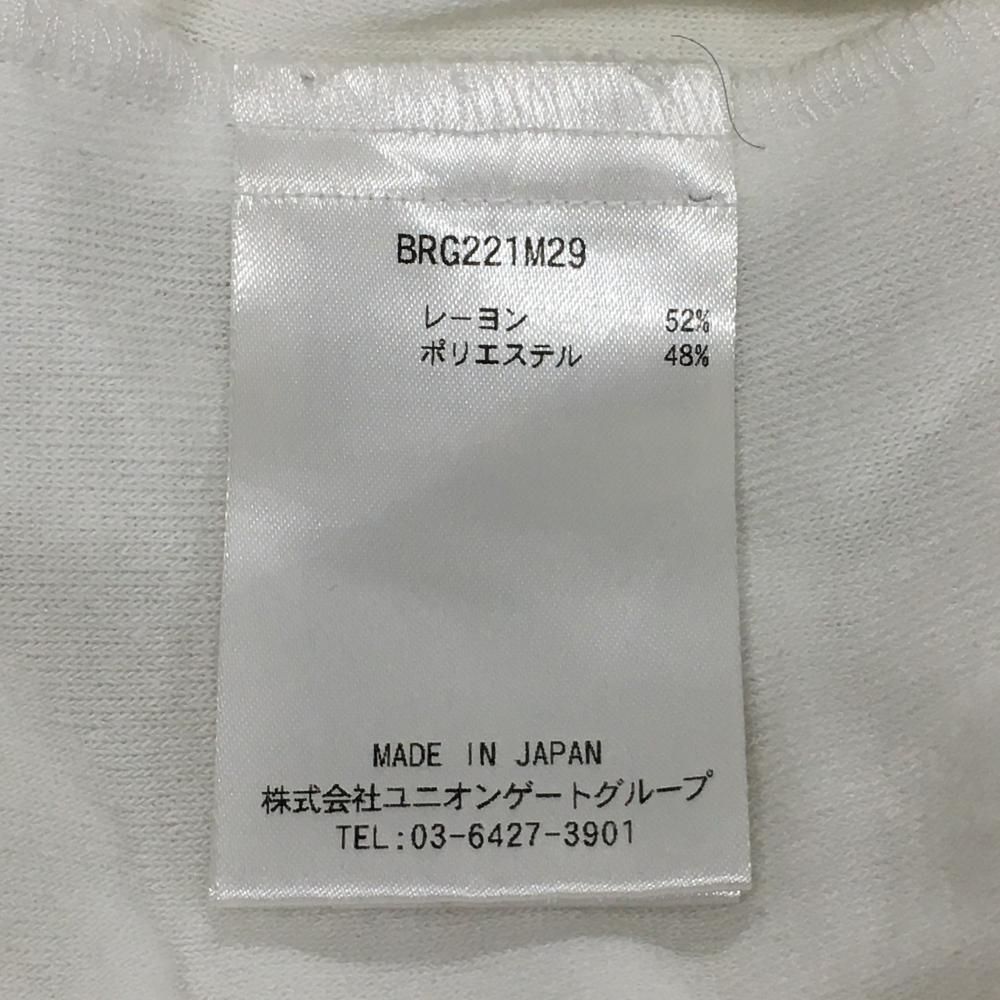 BRG221M29
レーヨン 52%
ポリエステル 48%
MADE IN JAPAN
株式会社ユニオンゲートグループ
TEL:03-6427-3901